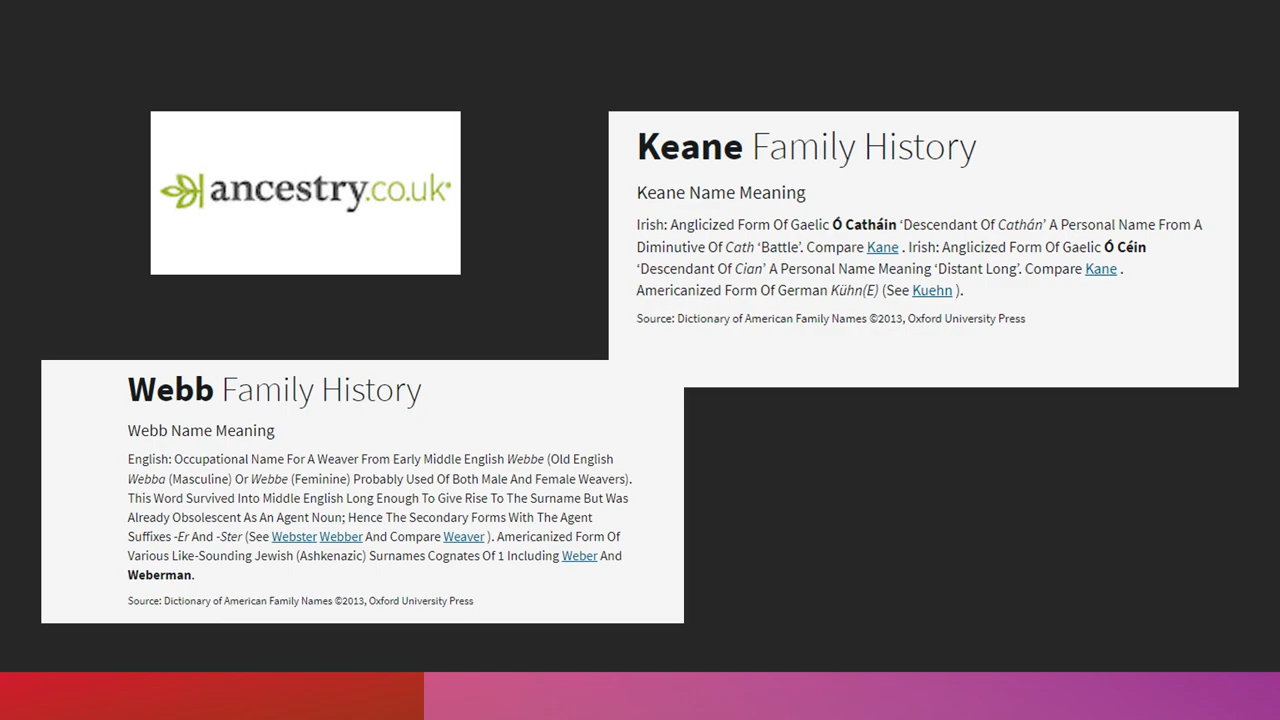 ancestry.co.uk
Keane Family History
Keane Name Meaning
Irish: Anglicized Form Of Gaelic Ó Catháin ‘Descendant Of Cathán’ A Personal Name From A
Diminutive Of Cath ‘Battle’. Compare Kane . Irish: Anglicized Form Of Gaelic Ó Céin
‘Descendant Of Cian’ A Personal Name Meaning ‘Distant Long’. Compare Kane .
Americanized Form Of German Kühn(E) (See Kuehn ).
Source: Dictionary of American Family Names ©2013, Oxford University Press
Webb Family History
Webb Name Meaning
English: Occupational Name For A Weaver From Early Middle English Webbe (Old English
Webba (Masculine) Or Webbe (Feminine) Probably Used Of Both Male And Female Weavers).
This Word Survived Into Middle English Long Enough To Give Rise To The Surname But Was
Already Obsolescent As An Agent Noun; Hence The Secondary Forms With The Agent
Suffixes -Er And -Ster (See Webster Webber And Compare Weaver ). Americanized Form Of
Various Like-Sounding Jewish (Ashkenazic) Surnames Cognates Of 1 Including Weber And
Weberman.
Source: Dictionary of American Family Names ©2013, Oxford University Press